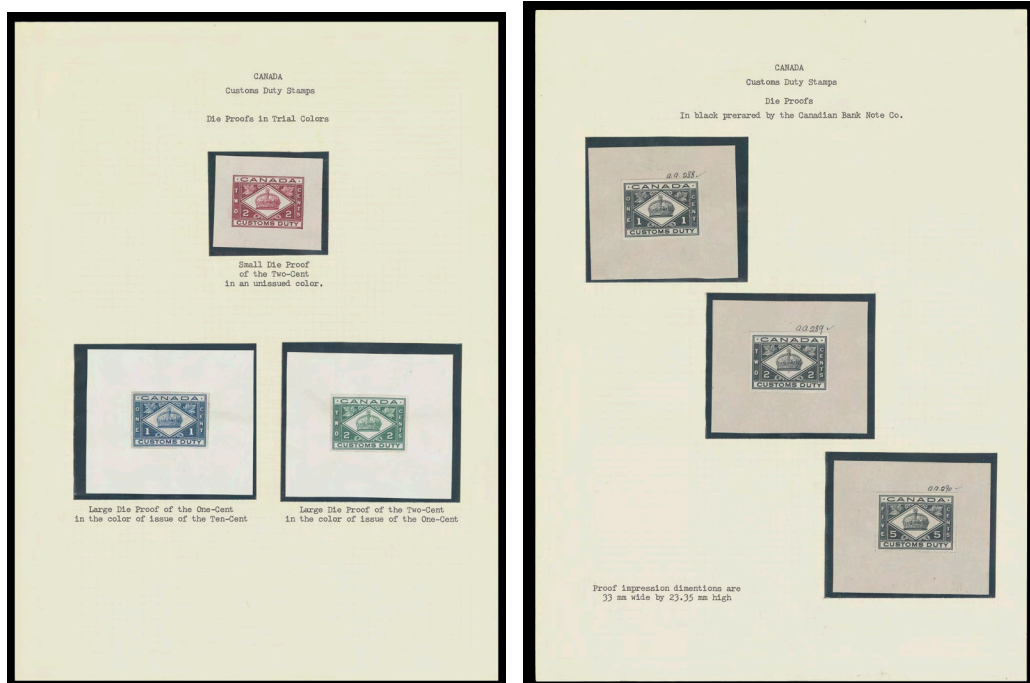 CANADA
Customs Duty Stamps
Die Proofs in Trial Colors
·CANADA·
TWO CENTS
2 2
CUSTOMS DUTY
Small Die Proof
of the Two-Cent
in an unissued color.
·CANADA·
ONE CENT
1 1
CUSTOMS DUTY
Large Die Proof of the One-Cent
in the color of issue of the Ten-Cent
·CANADA·
TWO CENTS
2 2
CUSTOMS DUTY
Large Die Proof of the Two-Cent
in the color of issue of the One-Cent
CANADA
Customs Duty Stamps
Die Proofs
In black prerared by the Canadian Bank Note Co.
a.a.088.
·CANADA·
ONE CENT
1 1
CUSTOMS DUTY
a.a.089
·CANADA·
TWO CENTS
2 2
CUSTOMS DUTY
a.a.090
·CANADA·
FIVE CENTS
5 5
CUSTOMS DUTY
Proof impression dimentions are
33 mm wide by 23.35 mm high